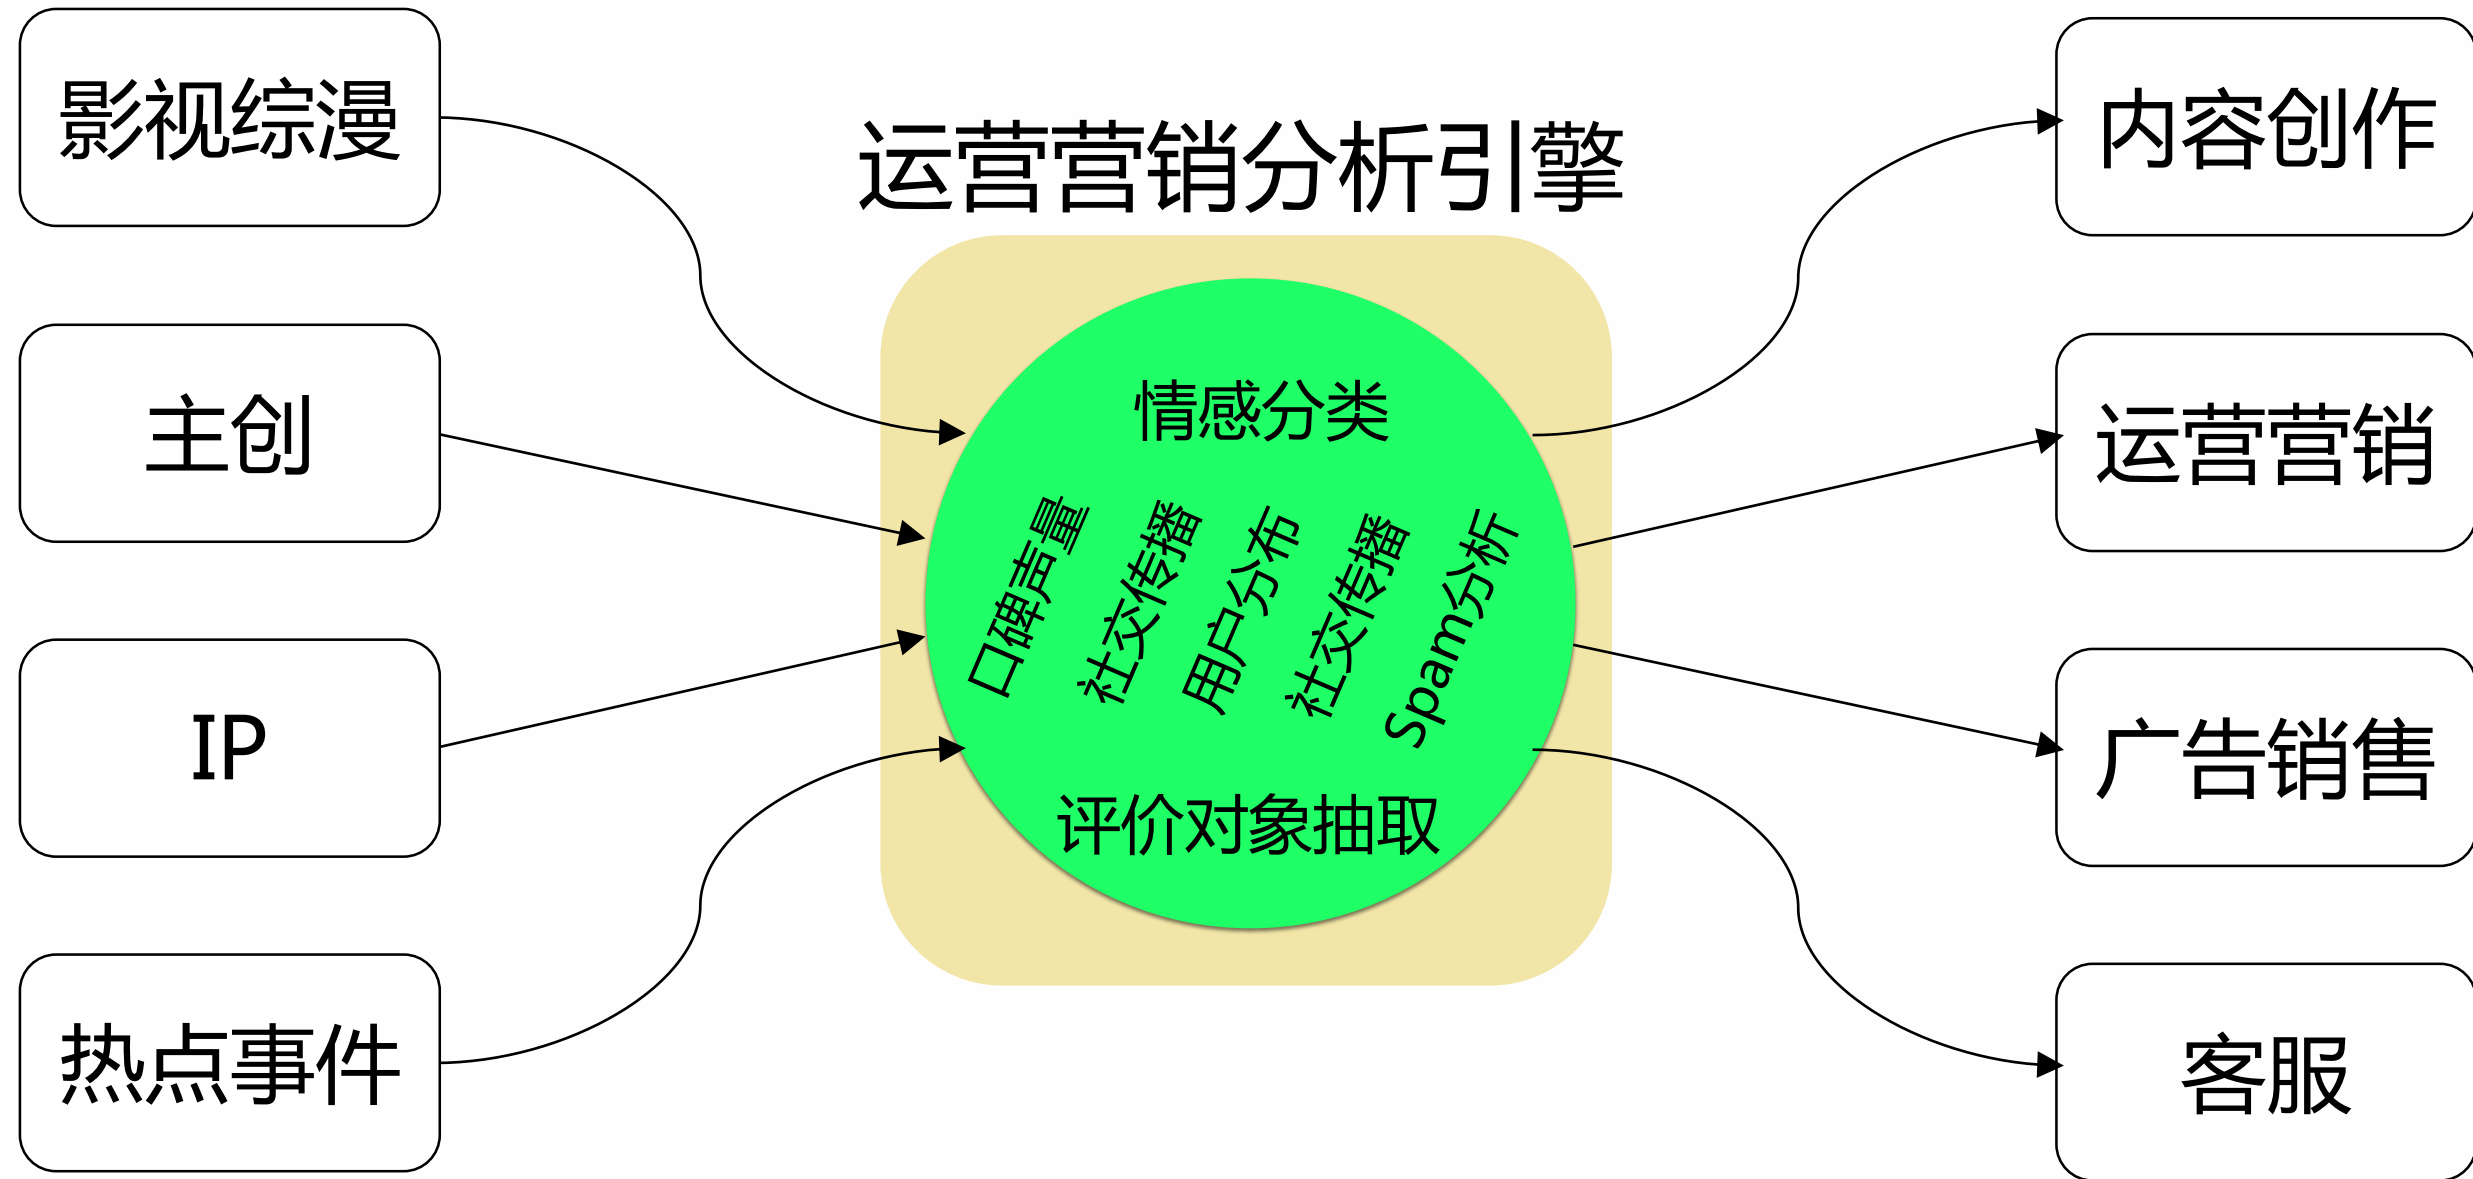 影视综漫
主创
IP
热点事件
运营营销分析引擎
情感分类
口碑声量
社交传播
用户分布
社交传播
Spam分析
评价对象抽取
内容创作
运营营销
广告销售
客服